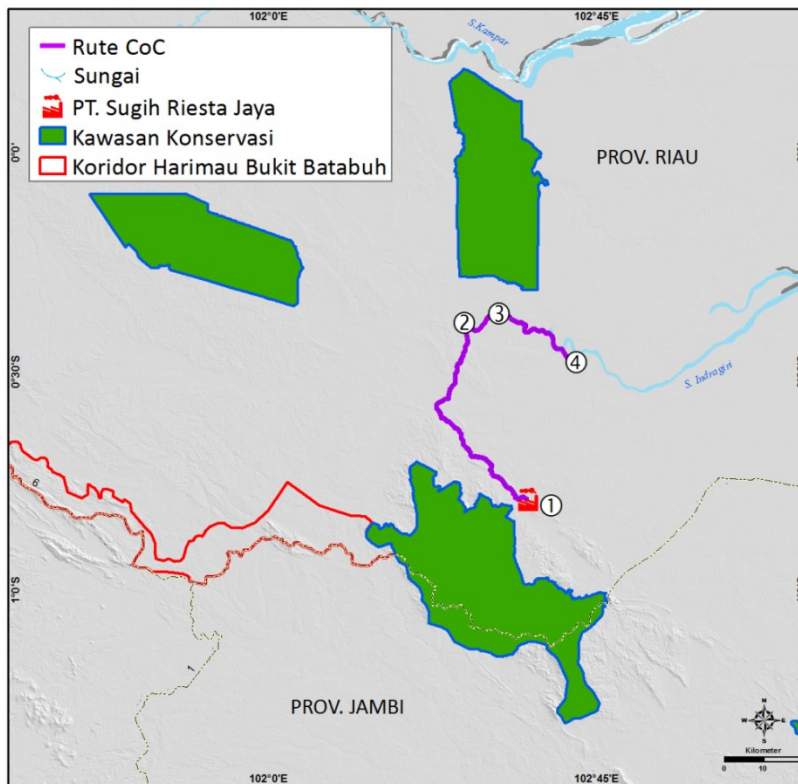 102°0'E
102°45'E
S.Kampar
Rute CoC
Sungai
PT. Sugih Riesta Jaya
Kawasan Konservasi
Koridor Harimau Bukit Batabuh
0°0'
PROV. RIAU
2
3
4
0°30'S
S. Indragiri
6
1
1°0'S
1
PROV. JAMBI
N
W
E
S
Kilometer
0
10
102°0'E
102°45'E